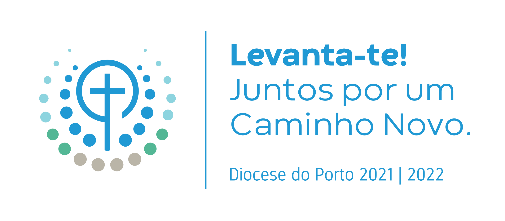 Levanta-te!
Juntos por um
Caminho Novo.
Diocese do Porto 2021 | 2022